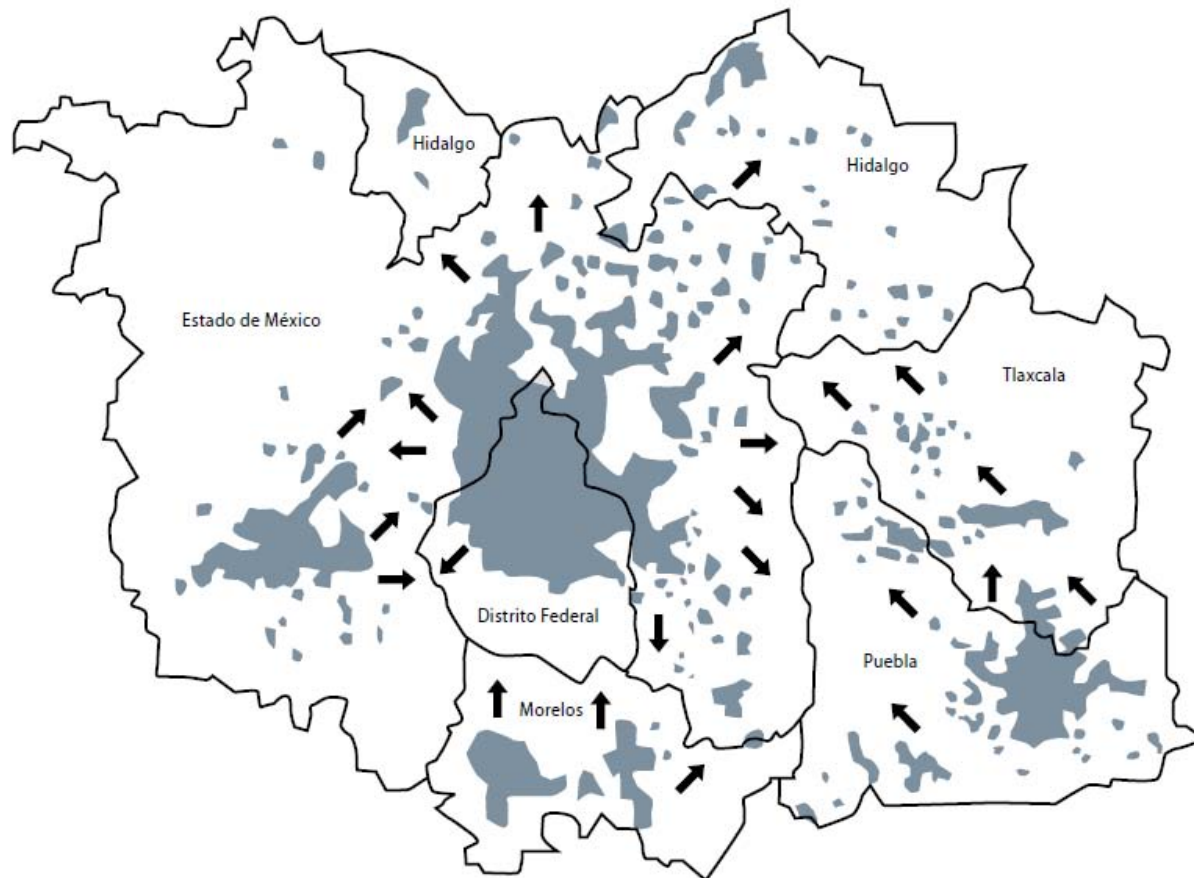 Hidalgo
Hidalgo
Estado de México
Tlaxcala
Distrito Federal
Puebla
Morelos